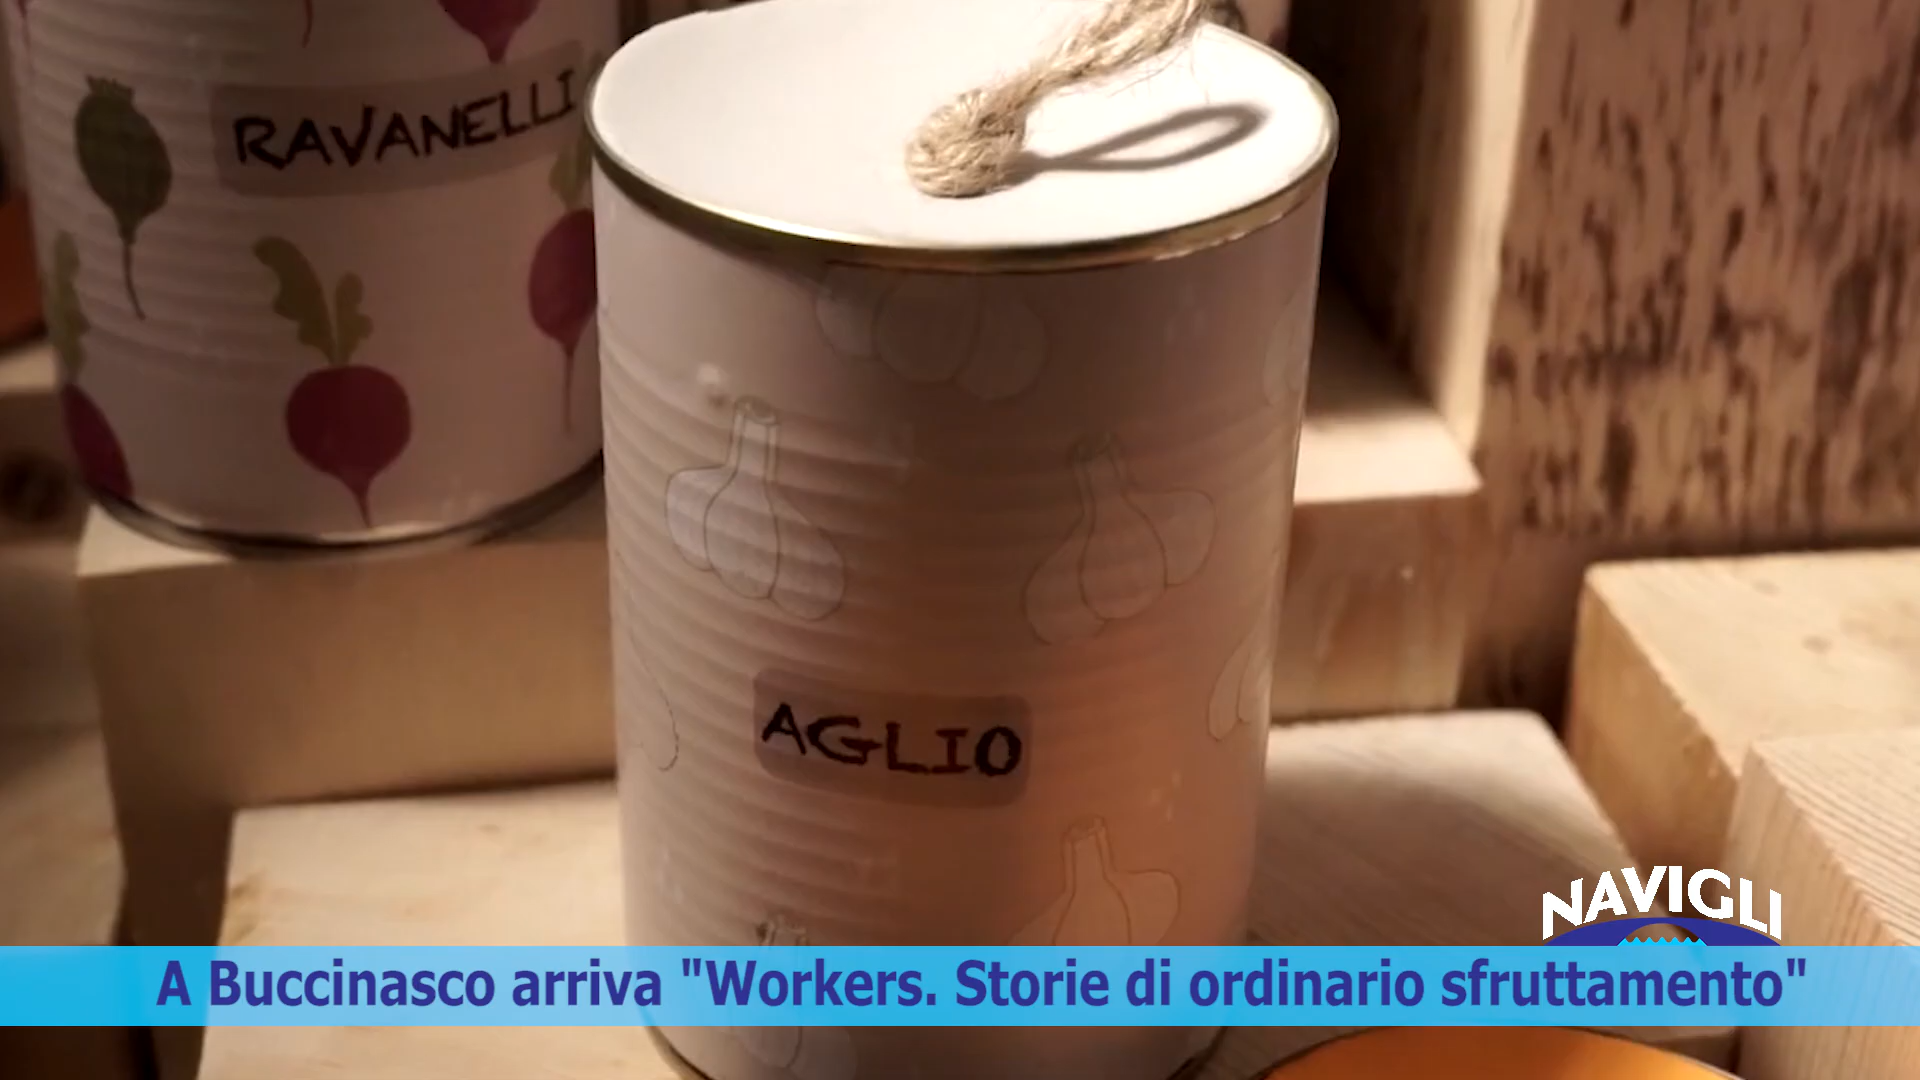 RAVANELLI
AGLIO
NAVIGLI
A Buccinasco arriva "Workers. Storie di ordinario sfruttamento"